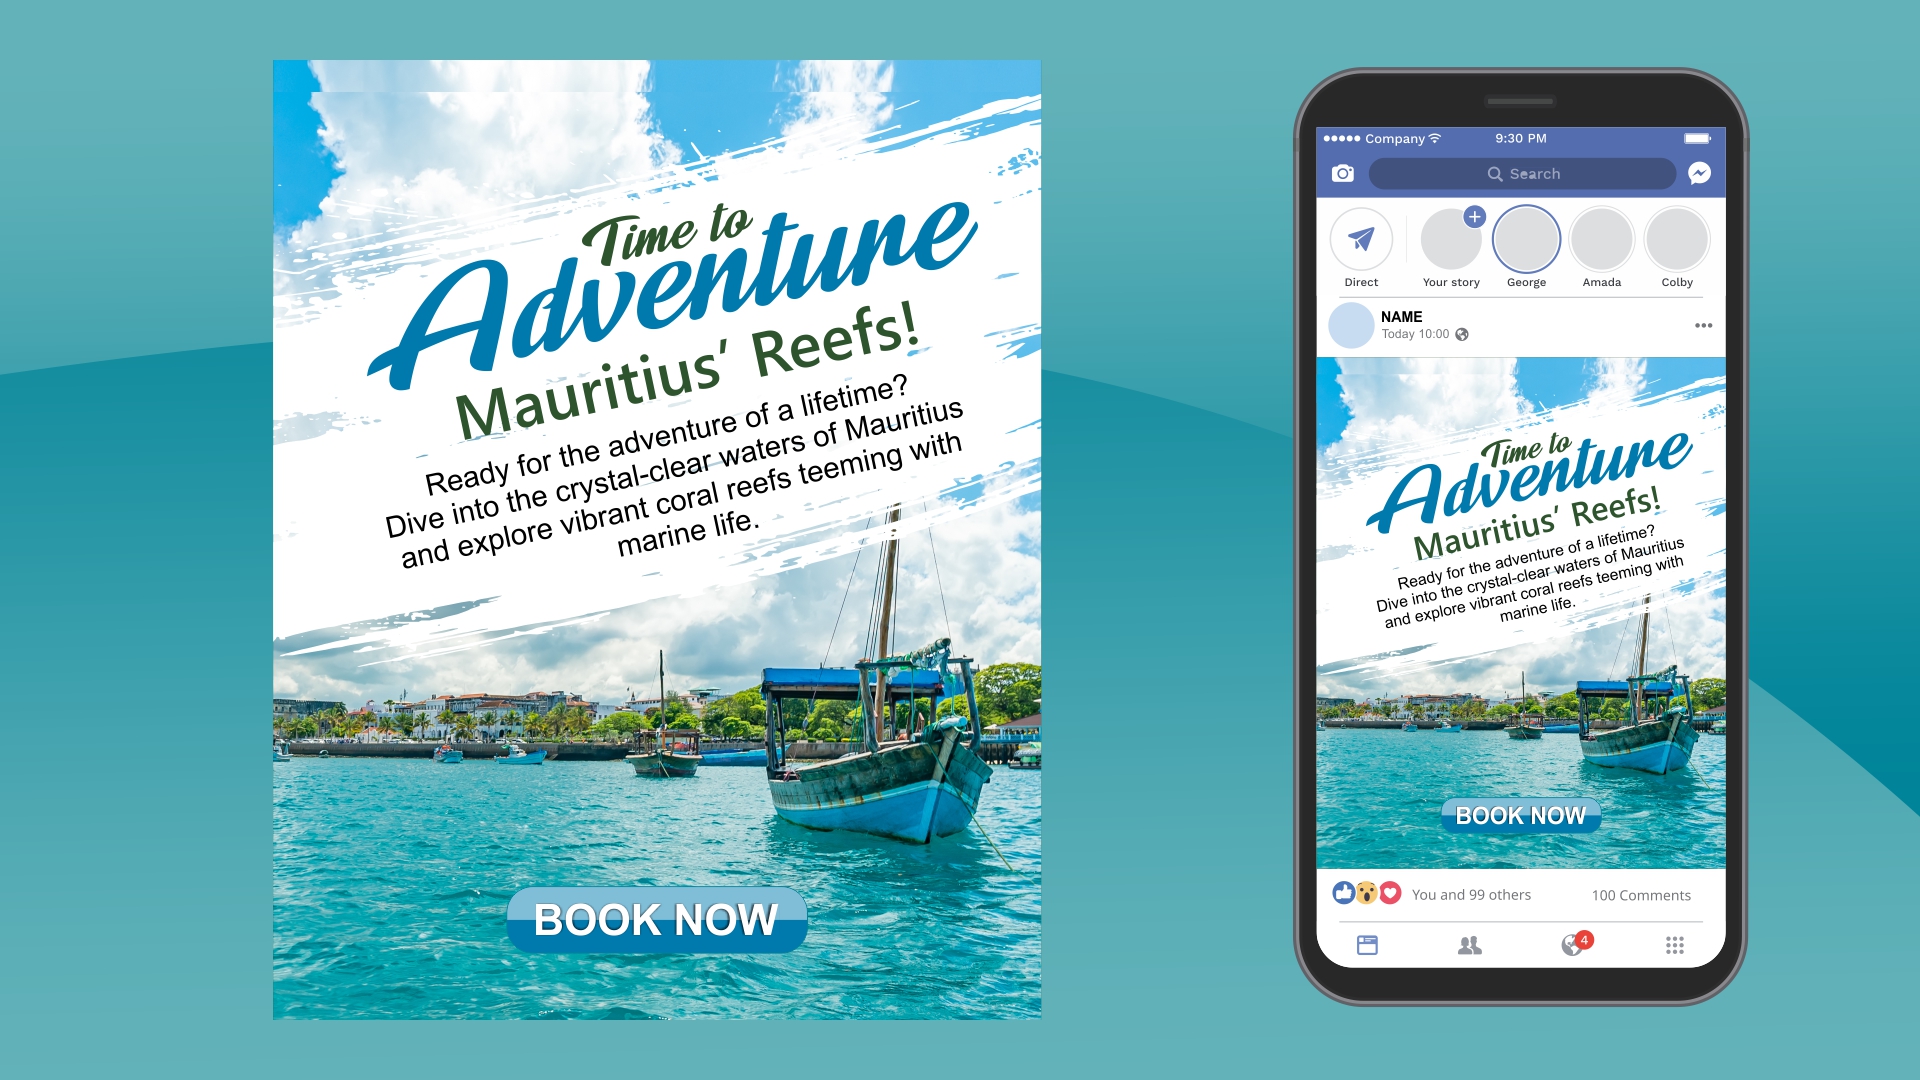 Time to
Adventure
Mauritius’ Reefs!
Ready for the adventure of a lifetime?
Dive into the crystal-clear waters of Mauritius
and explore vibrant coral reefs teeming with
marine life.
BOOK NOW
Company
9:30 PM
Search
Direct
Your story
George
Amada
Colby
NAME
Today 10:00
Time to
Adventure
Mauritius’ Reefs!
Ready for the adventure of a lifetime?
Dive into the crystal-clear waters of Mauritius
and explore vibrant coral reefs teeming with
marine life.
BOOK NOW
You and 99 others
100 Comments
4